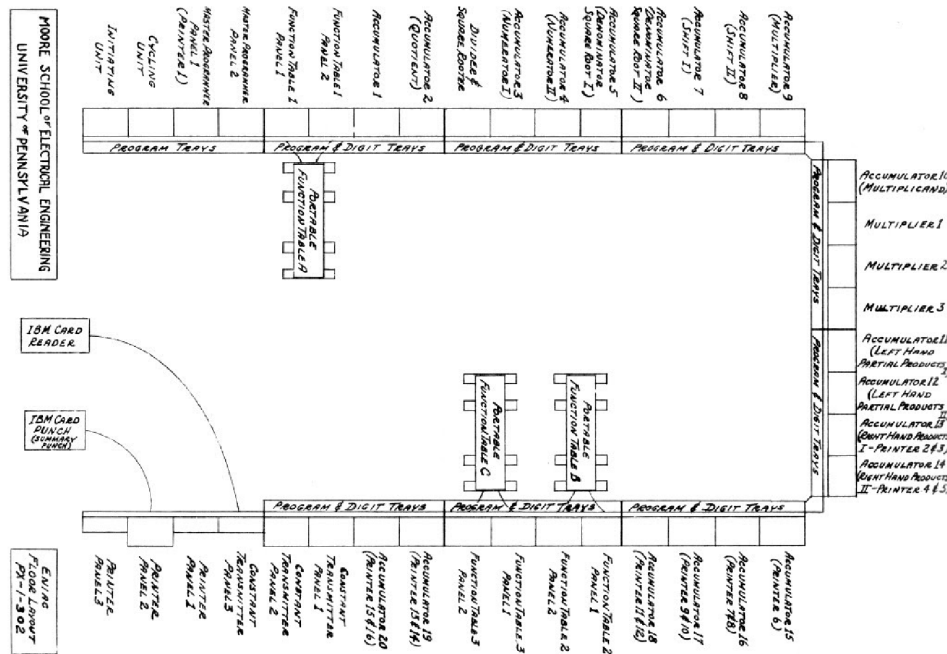 MOORE SCHOOL OF ELECTRICAL ENGINEERING
UNIVERSITY OF PENNSYLVANIA
INITIATING
UNIT
CYCLING
UNIT
MASTER PROGRAMMER
PANEL 1
(PRINTER 1)
MASTER PROGRAMMER
PANEL 2
FUNCTION TABLE 1
PANEL 1
FUNCTION TABLE 1
PANEL 2
ACCUMULATOR 1
ACCUMULATOR 2
(QUOTIENT)
DIVIDER &
SQUARE ROOTER
ACCUMULATOR 3
(NUMERATOR I)
ACCUMULATOR 4
(NUMERATOR II)
ACCUMULATOR 5
(DENOMINATOR
SQUARE ROOT I)
ACCUMULATOR 6
(DENOMINATOR
SQUARE ROOT II)
ACCUMULATOR 7
(SHIFT I)
ACCUMULATOR 8
(SHIFT II)
ACCUMULATOR 9
(MULTIPLIER)
PROGRAM TRAYS
PROGRAM & DIGIT TRAYS
PROGRAM & DIGIT TRAYS
PROGRAM & DIGIT TRAYS
PROGRAM & DIGIT TRAYS
PROGRAM & DIGIT TRAYS
ACCUMULATOR 10
(MULTIPLICAND)
MULTIPLIER 1
MULTIPLIER 2
MULTIPLIER 3
ACCUMULATOR 11
(LEFT HAND
PARTIAL PRODUCTS I)
ACCUMULATOR 12
(LEFT HAND
PARTIAL PRODUCTS II)
ACCUMULATOR 13
(RIGHT HAND PRODUCTS
I-PRINTER 2&3)
ACCUMULATOR 14
(RIGHT HAND PRODUCTS
II-PRINTER 4&5)
PORTABLE
FUNCTION TABLE A
PORTABLE
FUNCTION TABLE C
PORTABLE
FUNCTION TABLE B
IBM CARD
READER
IBM CARD
PUNCH
(SUMMARY
PUNCH)
PROGRAM & DIGIT TRAYS
PROGRAM & DIGIT TRAYS
PROGRAM & DIGIT TRAYS
PRINTER
PANEL 3
PRINTER
PANEL 2
PRINTER
PANEL 1
CONSTANT
TRANSMITTER
PANEL 3
CONSTANT
TRANSMITTER
PANEL 2
CONSTANT
TRANSMITTER
PANEL 1
ACCUMULATOR 20
(PRINTER 15&16)
ACCUMULATOR 19
(PRINTER 13&14)
FUNCTION TABLE 3
PANEL 2
FUNCTION TABLE 3
PANEL 1
FUNCTION TABLE 2
PANEL 2
FUNCTION TABLE 2
PANEL 1
ACCUMULATOR 18
(PRINTER 11&12)
ACCUMULATOR 17
(PRINTER 9&10)
ACCUMULATOR 16
(PRINTER 7&8)
ACCUMULATOR 15
(PRINTER 6)
ENIAC
FLOOR LAYOUT
PX-1-302